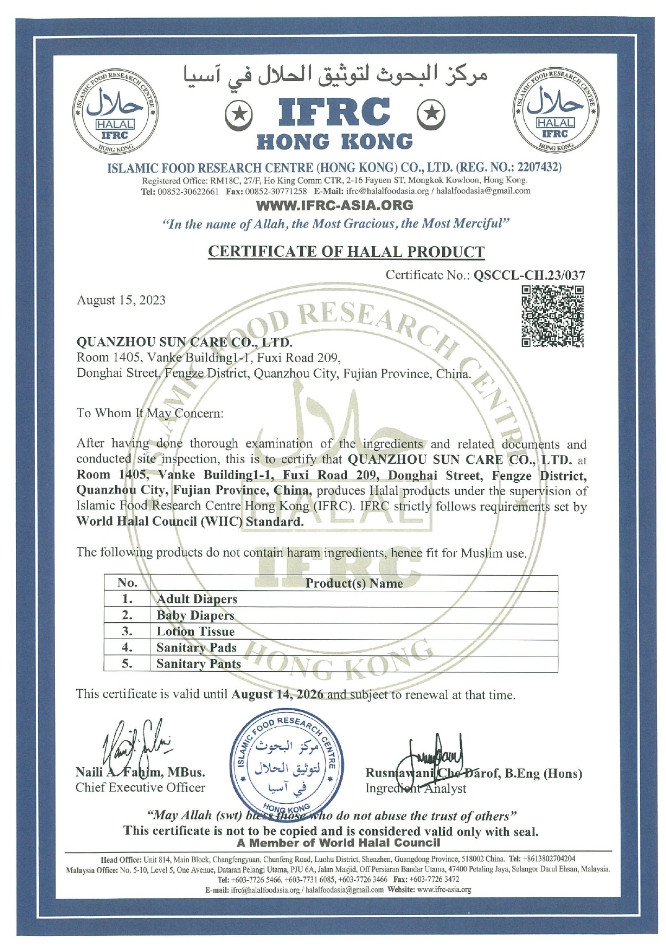 مركز البحوث لتوثيق الحلال في آسيا
ISLAMIC FOOD RESEARCH CENTRE
حلال
HALAL
IFRC
HONG KONG
IFRC
HONG KONG
ISLAMIC FOOD RESEARCH CENTRE
حلال
HALAL
IFRC
HONG KONG
ISLAMIC FOOD RESEARCH CENTRE (HONG KONG) CO., LTD. (REG. NO.: 2207432)
Registered Office: RM18C, 27/F, Ho King Comm CTR, 2-16 Fayuen ST, Mongkok Kowloon, Hong Kong.
Tel: 00852-30622661 Fax: 00852-30771258 E-Mail: ifrc@halalfoodasia.org / halalfoodasia@gmail.com
WWW.IFRC-ASIA.ORG
“In the name of Allah, the Most Gracious, the Most Merciful”
CERTIFICATE OF HALAL PRODUCT
Certificate No.: QSCCL-CH.23/037
August 15, 2023
QUANZHOU SUN CARE CO., LTD.
Room 1405, Vanke Building1-1, Fuxi Road 209,
Donghai Street, Fengze District, Quanzhou City, Fujian Province, China.
To Whom It May Concern:
After having done thorough examination of the ingredients and related documents and
conducted site inspection, this is to certify that QUANZHOU SUN CARE CO., LTD. at
Room 1405, Vanke Building1-1, Fuxi Road 209, Donghai Street, Fengze District,
Quanzhou City, Fujian Province, China, produces Halal products under the supervision of
Islamic Food Research Centre Hong Kong (IFRC). IFRC strictly follows requirements set by
World Halal Council (WHC) Standard.
The following products do not contain haram ingredients, hence fit for Muslim use.
No. Product(s) Name
1. Adult Diapers
2. Baby Diapers
3. Lotion Tissue
4. Sanitary Pads
5. Sanitary Pants
ISLAMIC FOOD RESEARCH CENTRE
حلال
HALAL
IFRC
HONG KONG
This certificate is valid until August 14, 2026 and subject to renewal at that time.
ISLAMIC FOOD RESEARCH CENTRE
مركز البحوث
لتوثيق الحلال
في آسيا
HONG KONG
Naili A. Fahim, MBus.
Chief Executive Officer
Rusniawani Che Darof, B.Eng (Hons)
Ingredient Analyst
“May Allah (swt) bless those who do not abuse the trust of others”
This certificate is not to be copied and is considered valid only with seal.
A Member of World Halal Council
Head Office: Unit 814, Main Block, Changfengyuan, Chunfeng Road, Luohu District, Shenzhen, Guangdong Province, 518002 China. Tel: +8613802704204
Malaysia Office: No. 5-10, Level 5, One Avenue, Dataran Pelangi Utama, PJU 6A, Jalan Masjid, Off Persiaran Bandar Utama, 47400 Petaling Jaya, Selangor Darul Ehsan, Malaysia.
Tel: +603-7726 5466, +603-7731 6085, +603-7726 3466 Fax: +603-7726 3472
E-mail: ifrc@halalfoodasia.org / halalfoodasia@gmail.com Website: www.ifrc-asia.org